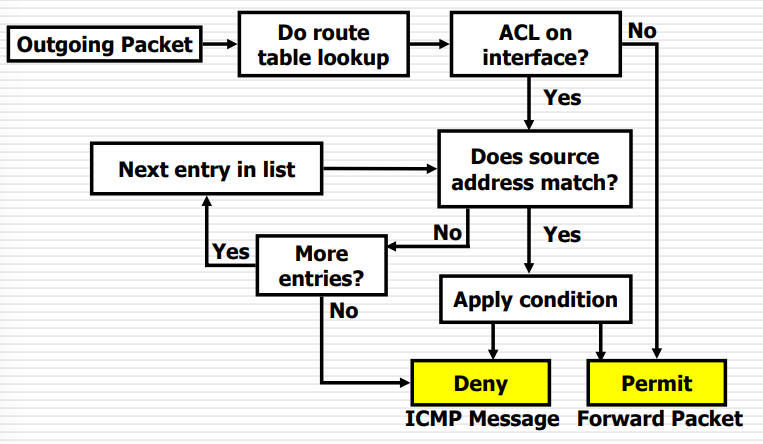 Outgoing Packet
Do route
table lookup
ACL on
interface?
No
Yes
Next entry in list
Does source
address match?
No
Yes
Yes
More
entries?
No
Apply condition
Deny
Permit
ICMP Message
Forward Packet